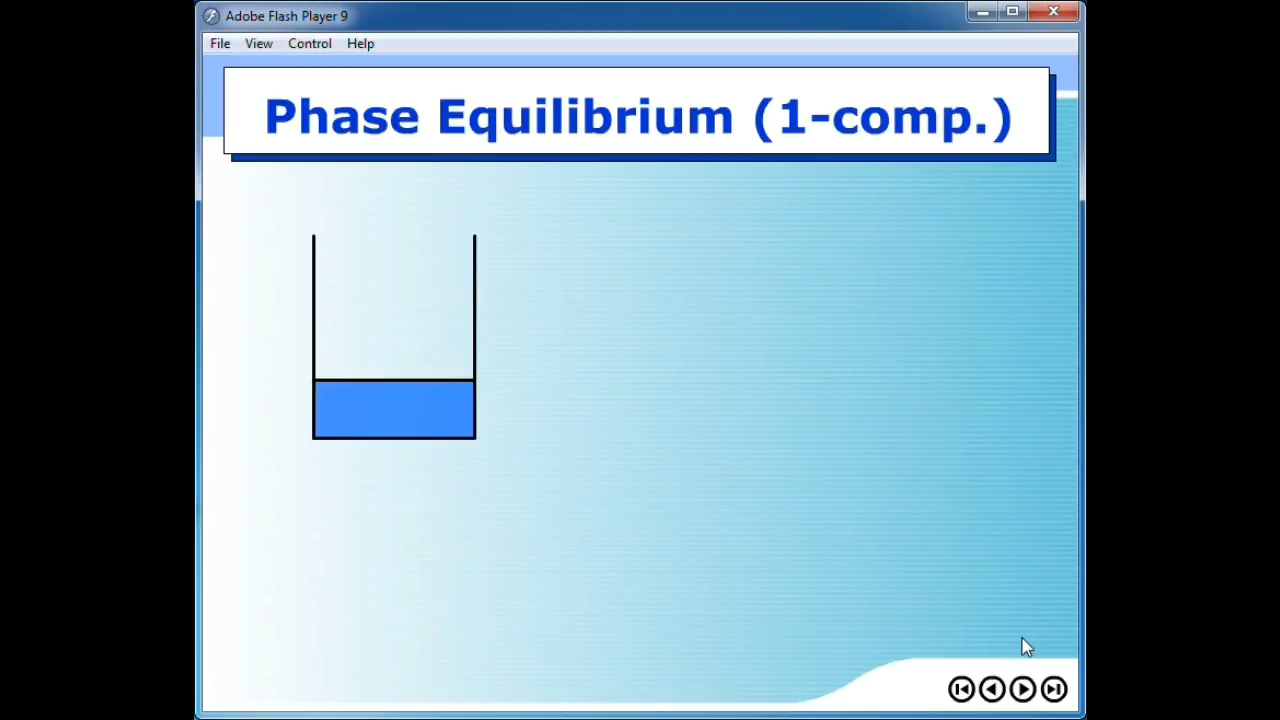 Adobe Flash Player 9
File View Control Help
Phase Equilibrium (1-comp.)